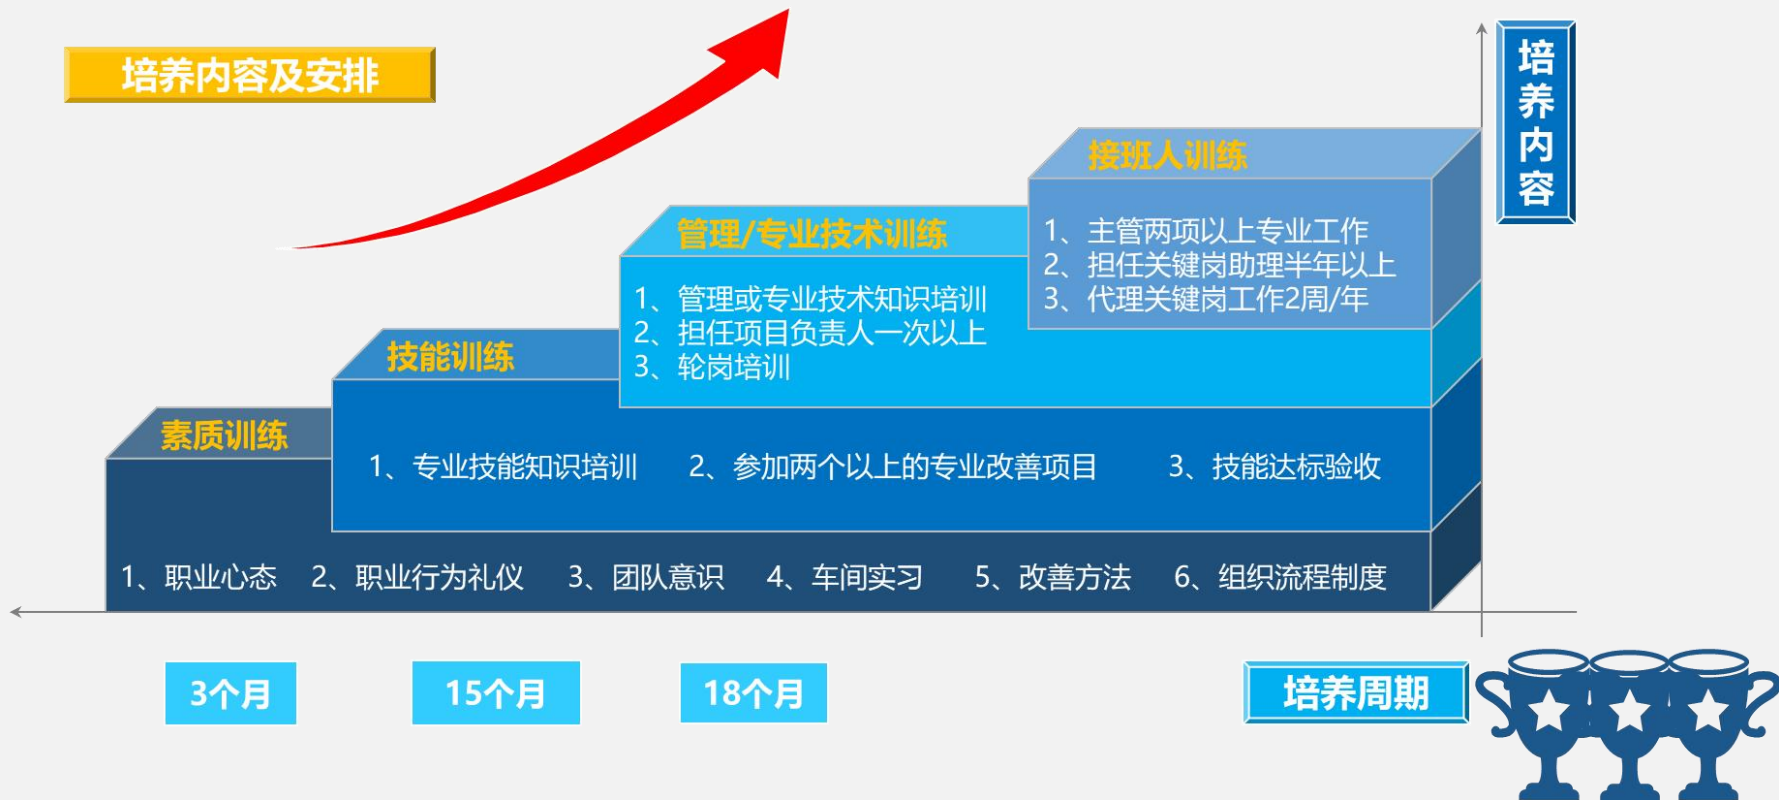 培养内容及安排
培养内容
接班人训练
1、主管两项以上专业工作
2、担任关键岗助理半年以上
3、代理关键岗工作2周/年
管理/专业技术训练
1、管理或专业技术知识培训
2、担任项目负责人一次以上
3、轮岗培训
技能训练
1、专业技能知识培训 2、参加两个以上的专业改善项目 3、技能达标验收
素质训练
1、职业心态 2、职业行为礼仪 3、团队意识 4、车间实习 5、改善方法 6、组织流程制度
3个月 15个月 18个月 培养周期